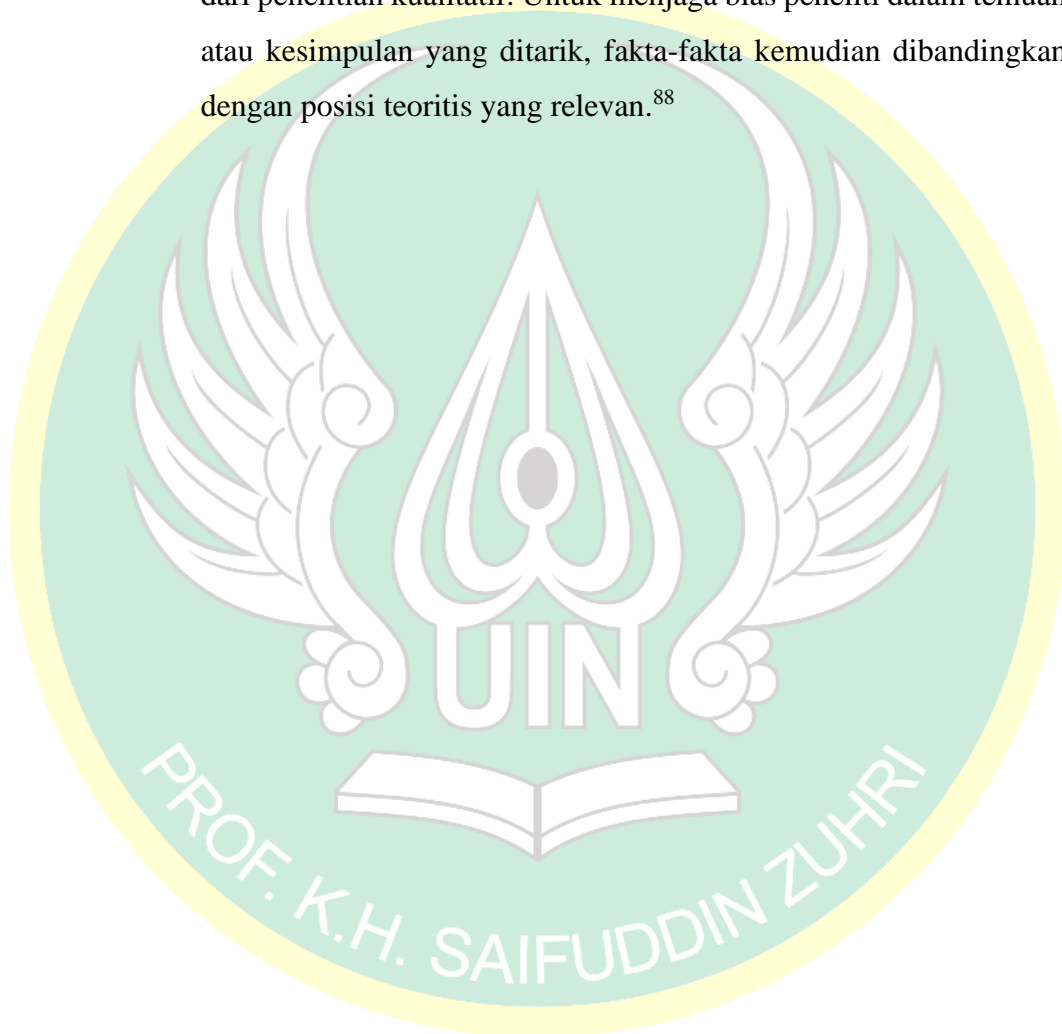 dari penelitian kualitatif. Untuk menjaga bias peneliti dalam temuan
atau kesimpulan yang ditarik, fakta-fakta kemudian dibandingkan
dengan posisi teoritis yang relevan.88
UIN
PROF. K.H. SAIFUDDIN ZUHRI